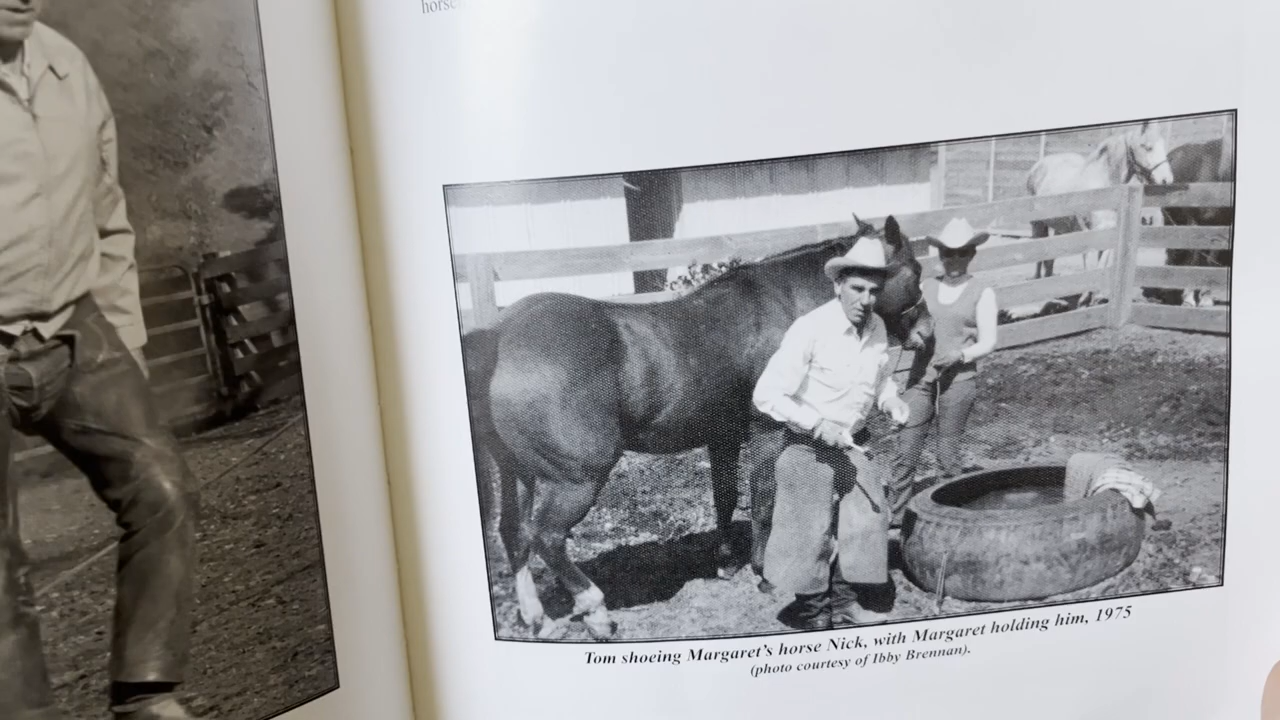 Tom shoeing Margaret's horse Nick, with Margaret holding him, 1975
(photo courtesy of Ibby Brennan).